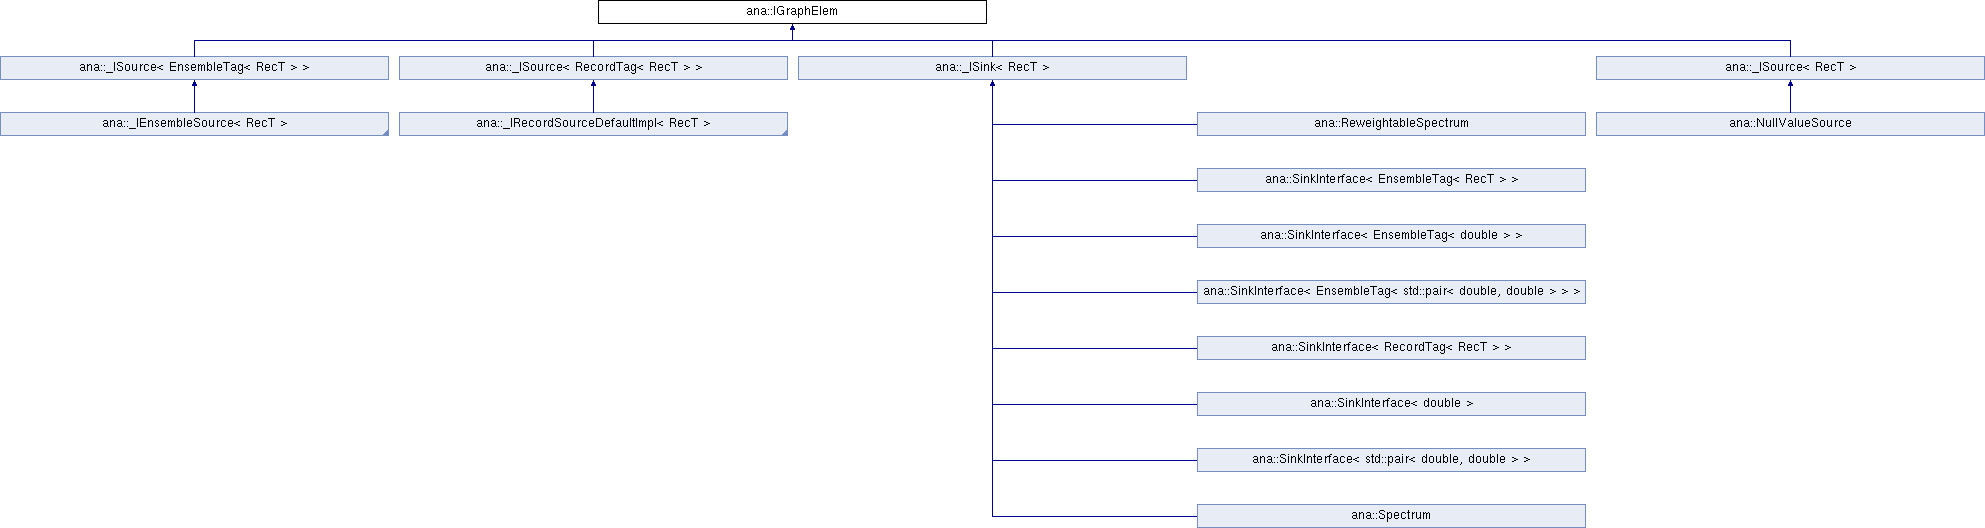 ana::IGraphElem
ana::_ISource< EnsembleTag< RecT > >
ana::_ISource< RecordTag< RecT > >
ana::_ISink< RecT >
ana::_ISource< RecT >
ana::_IEnsembleSource< RecT >
ana::_IRecordSourceDefaultImpl< RecT >
ana::ReweightableSpectrum
ana::NullValueSource
ana::SinkInterface< EnsembleTag< RecT > >
ana::SinkInterface< EnsembleTag< double > >
ana::SinkInterface< EnsembleTag< std::pair< double, double > > >
ana::SinkInterface< RecordTag< RecT > >
ana::SinkInterface< double >
ana::SinkInterface< std::pair< double, double > >
ana::Spectrum